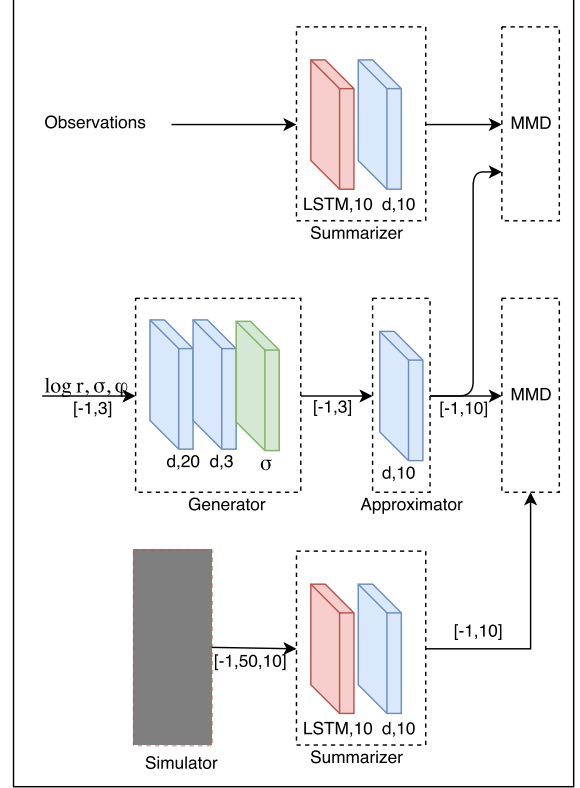 Observations
LSTM,10 d,10
Summarizer
MMD
log r, σ, φ
[-1,3]
d,20 d,3 σ
Generator
[-1,3]
d,10
Approximator
[-1,10]
MMD
Simulator
[-1,50,10]
LSTM,10 d,10
Summarizer
[-1,10]